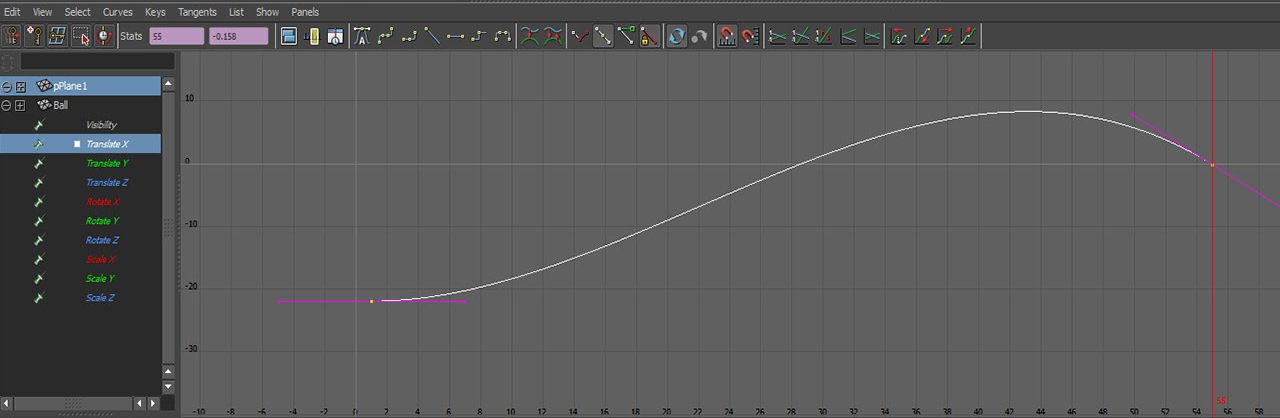 Edit View Select Curves Keys Tangents List Show Panels
Stats 55 -0.158
pPlane1
Ball
Visibility
Translate X
Translate Y
Translate Z
Rotate X
Rotate Y
Rotate Z
Scale X
Scale Y
Scale Z
10
0
-10
-20
-30
-10 -8 -6 -4 -2 0 2 4 6 8 10 12 14 16 18 20 22 24 26 28 30 32 34 36 38 40 42 44 46 48 50 52 54 55 56 58